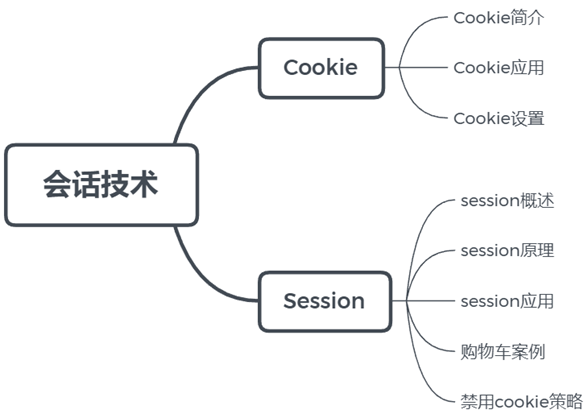 会话技术
Cookie
Cookie简介
Cookie应用
Cookie设置
Session
session概述
session原理
session应用
购物车案例
禁用cookie策略